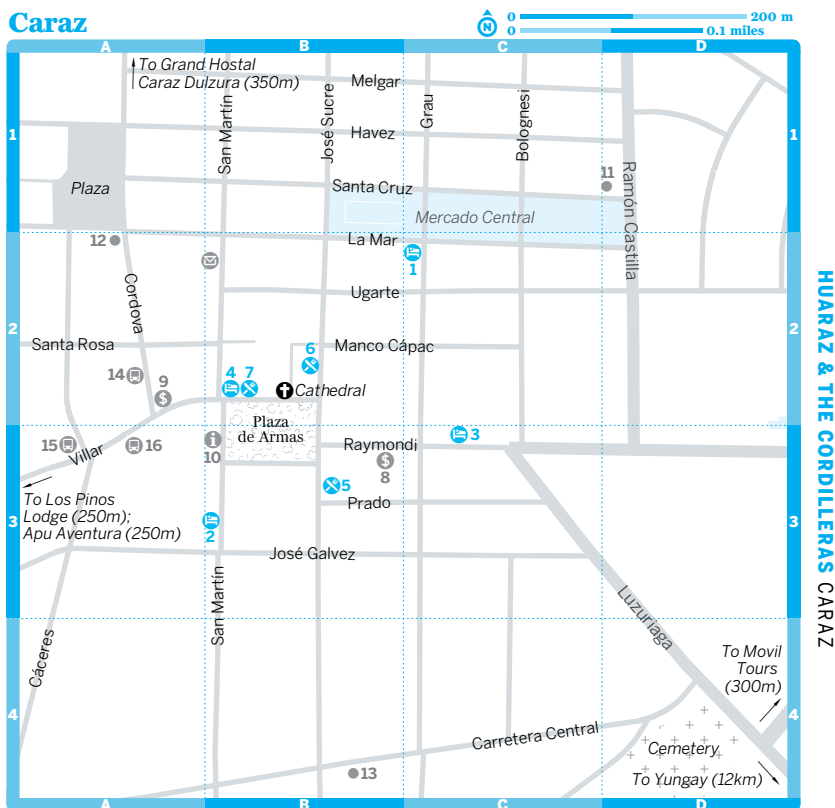 Caraz
N
0 200 m
0 0.1 miles
A B C D
To Grand Hostal
Caraz Dulzura (350m)
San Martín
José Sucre
Melgar
Grau
Bolognesi
Havez
1 1
Plaza
Santa Cruz
11
Ramón Castilla
Mercado Central
12
La Mar
1
Cordova
Ugarte
2 2
Santa Rosa
Manco Cápac
6
14
9
$
4 7
Cathedral
Plaza
de Armas
i
10
3
15
16
Villar
Raymondi
$
8
5
Prado
To Los Pinos
Lodge (250m);
Apu Aventura (250m)
2
3 3
José Galvez
San Martín
Luzuriaga
Cáceres
To Movil
Tours
(300m)
4 4
Carretera Central
Cemetery
13
To Yungay (12km)
A B C D
HUARAZ & THE CORDILLERAS CARAZ